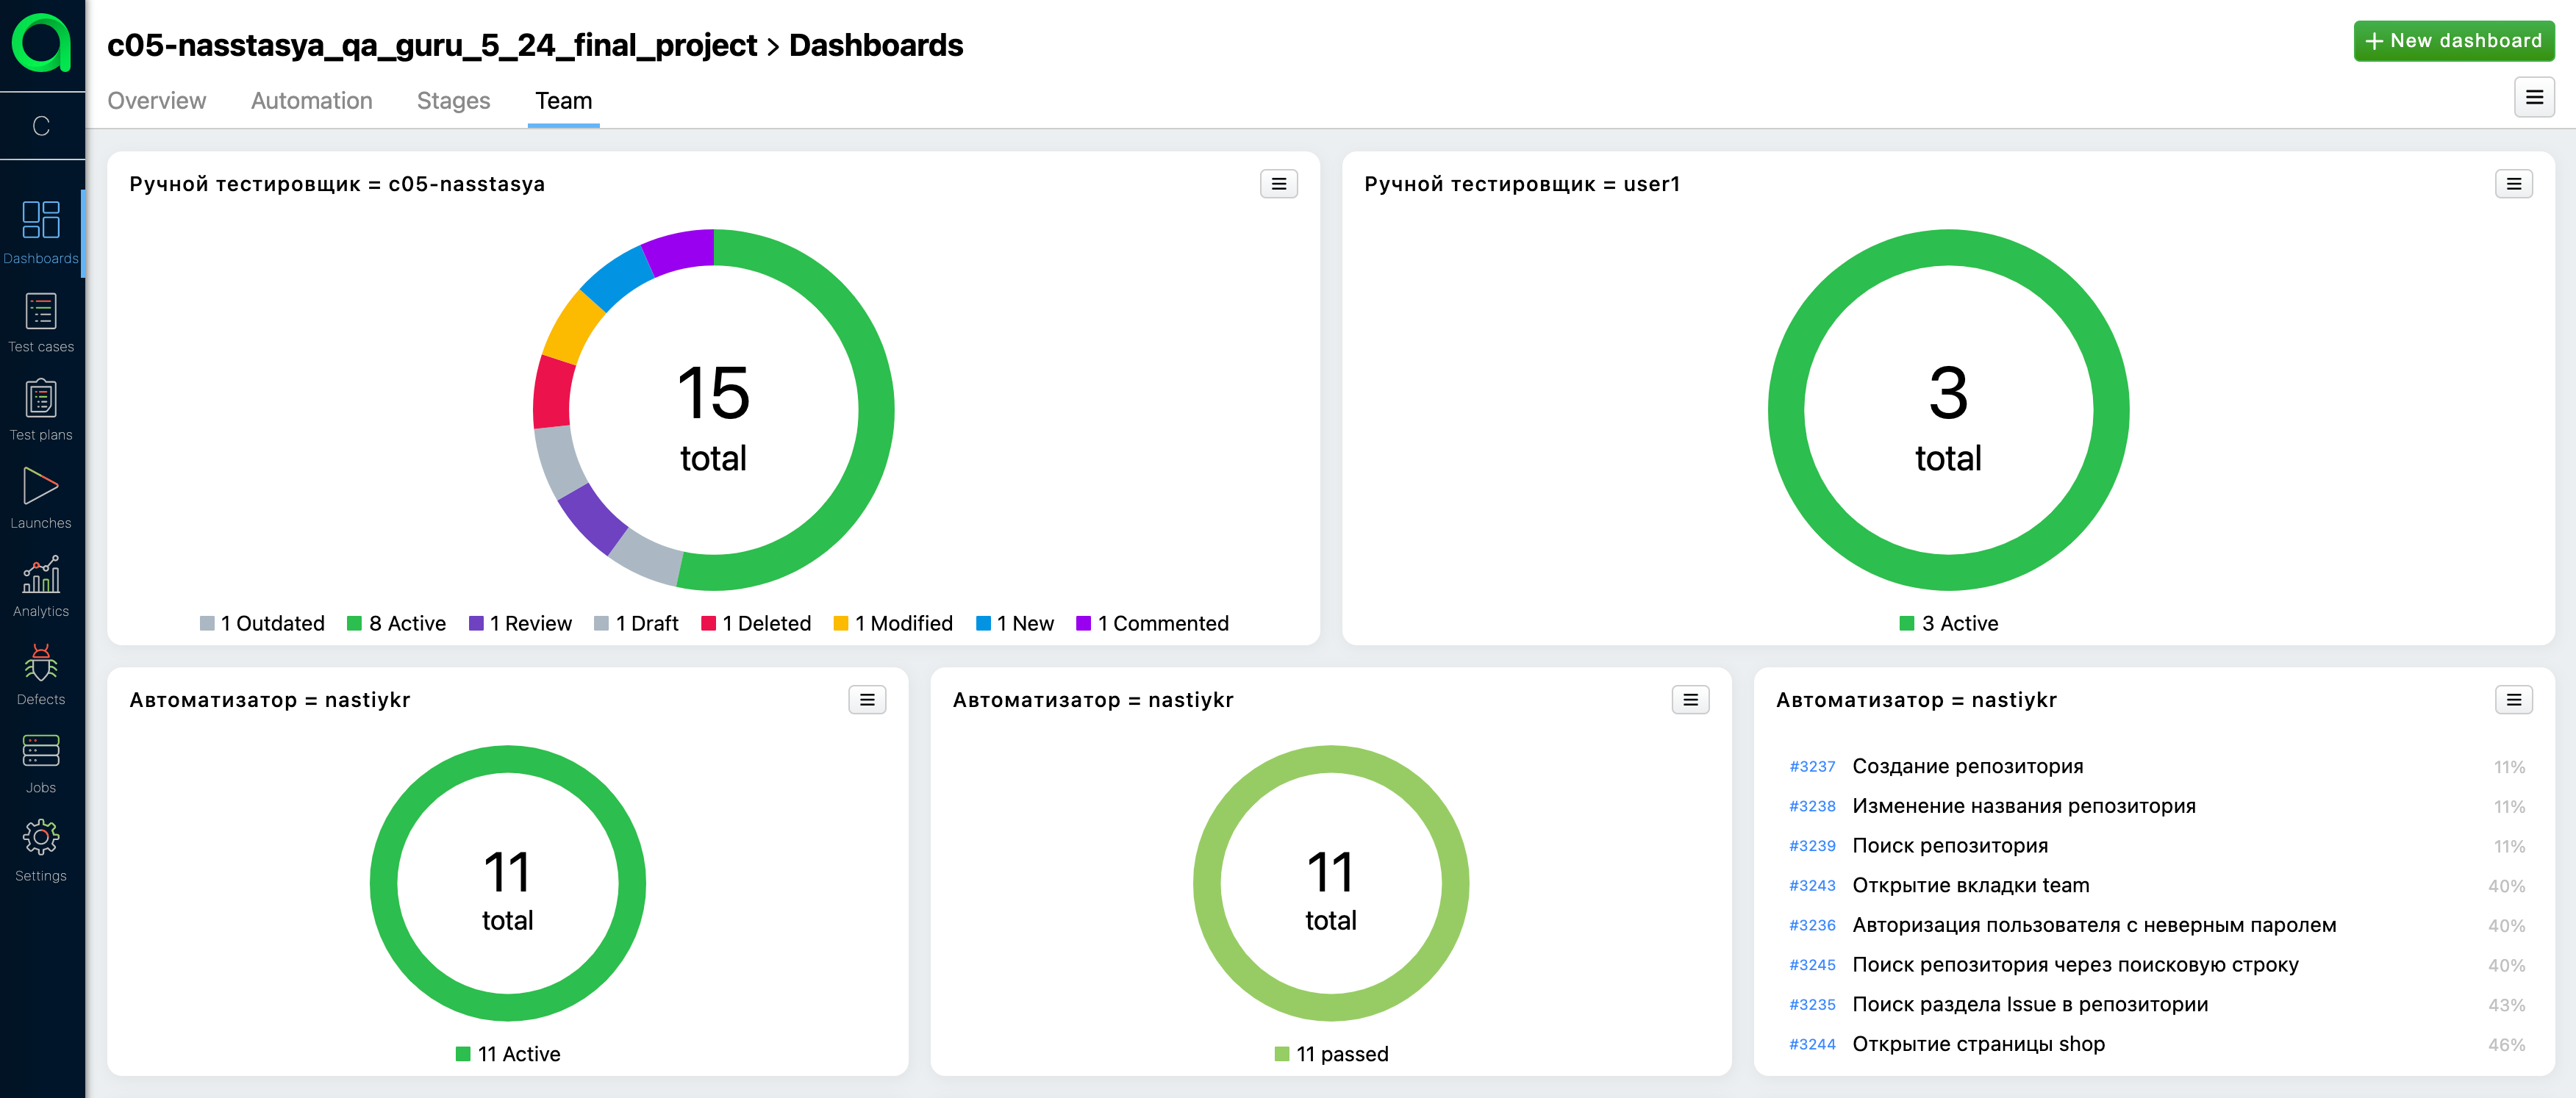 c05-nasstasya_qa_guru_5_24_final_project > Dashboards
+ New dashboard
Overview Automation Stages Team
C
Dashboards
Test cases
Test plans
Launches
Analytics
Defects
Jobs
Settings
Ручной тестировщик = c05-nasstasya
15
total
1 Outdated 8 Active 1 Review 1 Draft 1 Deleted 1 Modified 1 New 1 Commented
Ручной тестировщик = user1
3
total
3 Active
Автоматизатор = nastiykr
11
total
11 Active
Автоматизатор = nastiykr
11
total
11 passed
Автоматизатор = nastiykr
#3237 Создание репозитория 11%
#3238 Изменение названия репозитория 11%
#3239 Поиск репозитория 11%
#3243 Открытие вкладки team 40%
#3236 Авторизация пользователя с неверным паролем 40%
#3245 Поиск репозитория через поисковую строку 40%
#3235 Поиск раздела Issue в репозитории 43%
#3244 Открытие страницы shop 46%